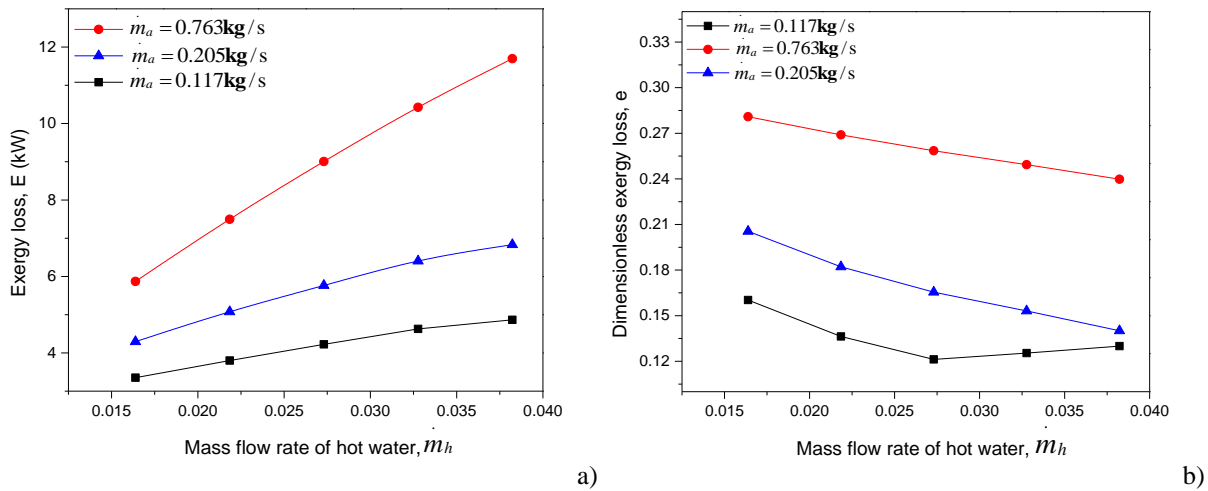 ṁₐ = 0.763kg/s
ṁₐ = 0.205kg/s
ṁₐ = 0.117kg/s
12
10
8
6
4
Exergy loss, E (kW)
0.015 0.020 0.025 0.030 0.035 0.040
Mass flow rate of hot water, ṁₕ
a)
ṁₐ = 0.117kg/s
ṁₐ = 0.763kg/s
ṁₐ = 0.205kg/s
0.33
0.30
0.27
0.24
0.21
0.18
0.15
0.12
Dimensionless exergy loss, e
0.015 0.020 0.025 0.030 0.035 0.040
Mass flow rate of hot water, ṁₕ
b)